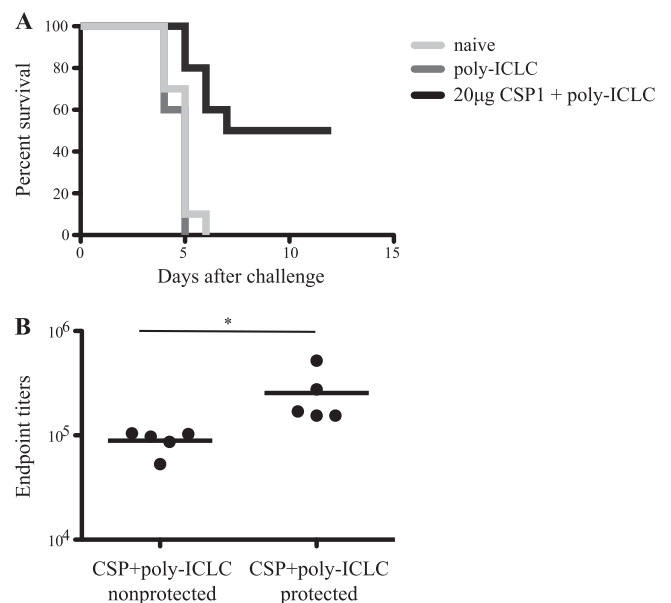 A
100
80
60
40
20
0
Percent survival
0 5 10 15
Days after challenge
naive
poly-ICLC
20μg CSP1 + poly-ICLC
B
10⁶
10⁵
10⁴
Endpoint titers
*
CSP+poly-ICLC
nonprotected
CSP+poly-ICLC
protected